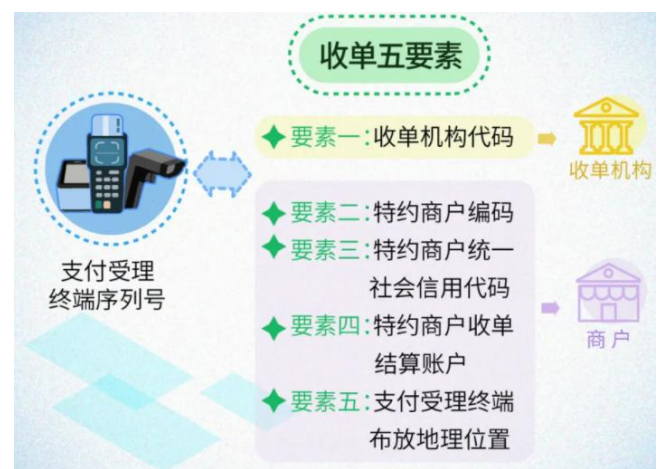 收单五要素
要素一:收单机构代码
收单机构
要素二:特约商户编码
要素三:特约商户统一
社会信用代码
要素四:特约商户收单
结算账户
要素五:支付受理终端
布放地理位置
商户
支付受理
终端序列号